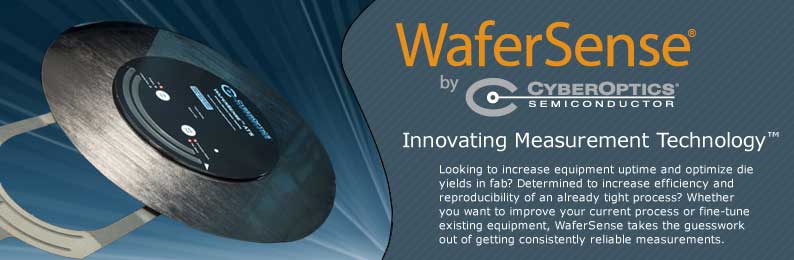 WaferSense®
by CYBEROPTICS®
SEMICONDUCTOR
Innovating Measurement Technology™
Looking to increase equipment uptime and optimize die
yields in fab? Determined to increase efficiency and
reproducibility of an already tight process? Whether
you want to improve your current process or fine-tune
existing equipment, WaferSense takes the guesswork
out of getting consistently reliable measurements.
CYBEROPTICS